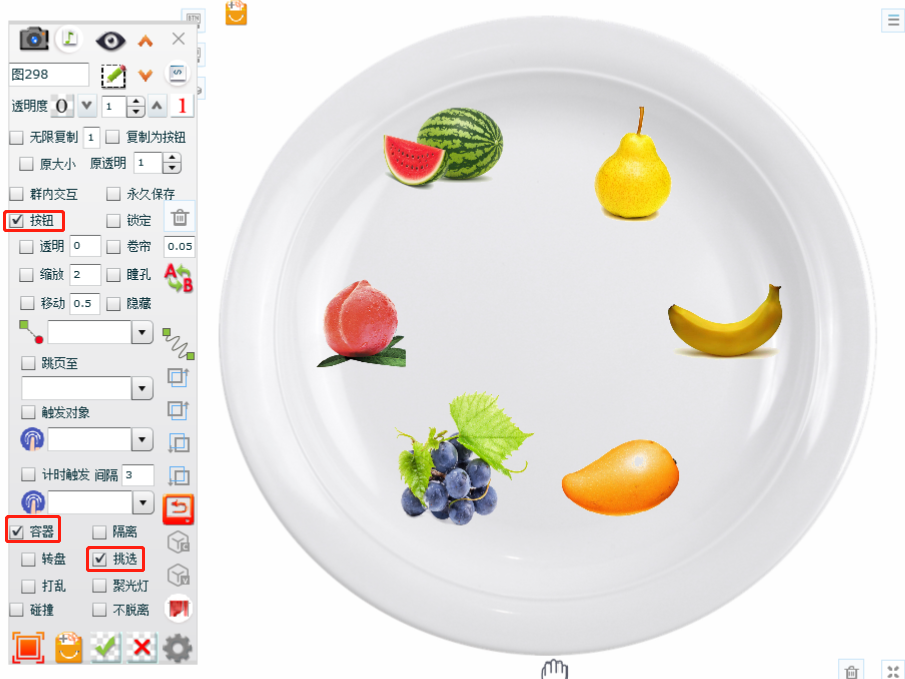 图298
透明度 0 1 1
无限复制 1 复制为按钮
原大小 原透明 1
群内交互 永久保存
按钮 锁定
透明 0 卷帘 0.05
缩放 2 瞳孔 A B
移动 0.5 隐藏
跳页至
触发对象
计时触发 间隔 3
容器 隔离
转盘 挑选
打乱 聚光灯
碰撞 不脱离